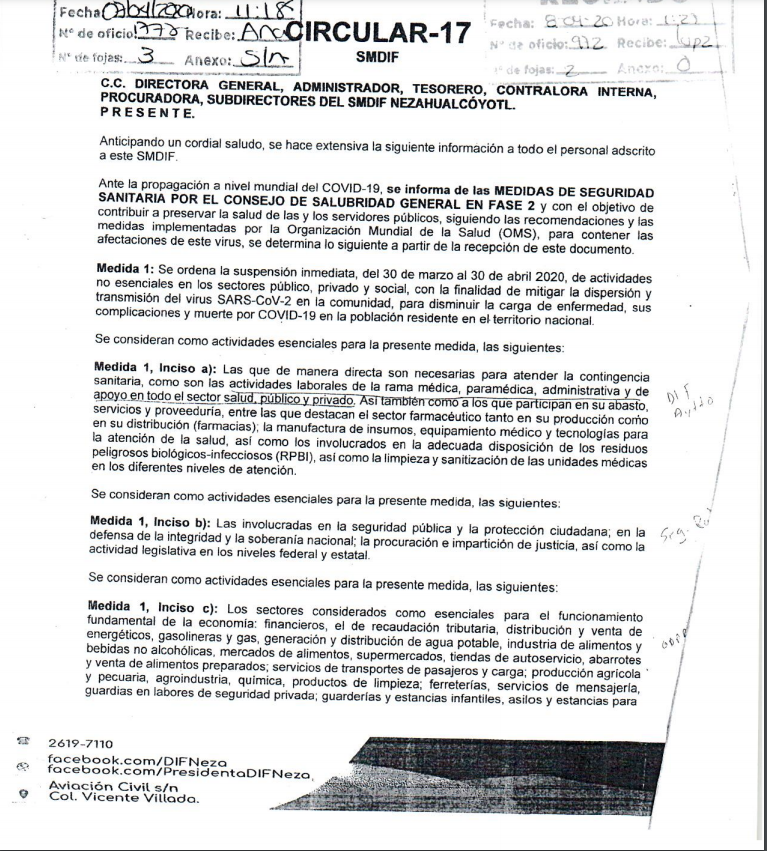 Fecha Hora: 11:18
N° de oficio: Recibe:
N° de fojas: 3 Anexo: S/n
CIRCULAR-17
SMDIF
Fecha: 8-04-20 Hora:
N° de oficio: 912 Recibe:
N° de fojas: 2 Anexo: 0
C.C. DIRECTORA GENERAL, ADMINISTRADOR, TESORERO, CONTRALORA INTERNA,
PROCURADORA, SUBDIRECTORES DEL SMDIF NEZAHUALCÓYOTL.
P R E S E N T E.
Anticipando un cordial saludo, se hace extensiva la siguiente información a todo el personal adscrito
a este SMDIF.
Ante la propagación a nivel mundial del COVID-19, se informa de las MEDIDAS DE SEGURIDAD
SANITARIA POR EL CONSEJO DE SALUBRIDAD GENERAL EN FASE 2 y con el objetivo de
contribuir a preservar la salud de las y los servidores públicos, siguiendo las recomendaciones y las
medidas implementadas por la Organización Mundial de la Salud (OMS), para contener las
afectaciones de este virus, se determina lo siguiente a partir de la recepción de este documento.
Medida 1: Se ordena la suspensión inmediata, del 30 de marzo al 30 de abril 2020, de actividades
no esenciales en los sectores público, privado y social, con la finalidad de mitigar la dispersión y
transmisión del virus SARS-CoV-2 en la comunidad, para disminuir la carga de enfermedad, sus
complicaciones y muerte por COVID-19 en la población residente en el territorio nacional.
Se consideran como actividades esenciales para la presente medida, las siguientes:
Medida 1, Inciso a): Las que de manera directa son necesarias para atender la contingencia
sanitaria, como son las actividades laborales de la rama médica, paramédica, administrativa y de
apoyo en todo el sector salud, público y privado. Así también como a los que participan en su abasto,
servicios y proveeduría, entre las que destacan el sector farmacéutico tanto en su producción como
en su distribución (farmacias); la manufactura de insumos, equipamiento médico y tecnologías para
la atención de la salud, así como los involucrados en la adecuada disposición de los residuos
peligrosos biológicos-infecciosos (RPBI), así como la limpieza y sanitización de las unidades médicas
en los diferentes niveles de atención.
DIF
Se consideran como actividades esenciales para la presente medida, las siguientes:
Medida 1, Inciso b): Las involucradas en la seguridad pública y la protección ciudadana; en la
defensa de la integridad y la soberanía nacional; la procuración e impartición de justicia, así como la
actividad legislativa en los niveles federal y estatal.
Se consideran como actividades esenciales para la presente medida, las siguientes:
Medida 1, Inciso c): Los sectores considerados como esenciales para el funcionamiento
fundamental de la economía: financieros, el de recaudación tributaria, distribución y venta de
energéticos, gasolineras y gas, generación y distribución de agua potable, industria de alimentos y
bebidas no alcohólicas, mercados de alimentos, supermercados, tiendas de autoservicio, abarrotes
y venta de alimentos preparados; servicios de transportes de pasajeros y carga; producción agrícola
y pecuaria, agroindustria, química, productos de limpieza; ferreterías, servicios de mensajería,
guardias en labores de seguridad privada; guarderías y estancias infantiles, asilos y estancias para
2619-7110
facebook.com/DIFNeza
facebook.com/PresidentaDIFNeza,
Aviación Civil s/n
Col. Vicente Villada.